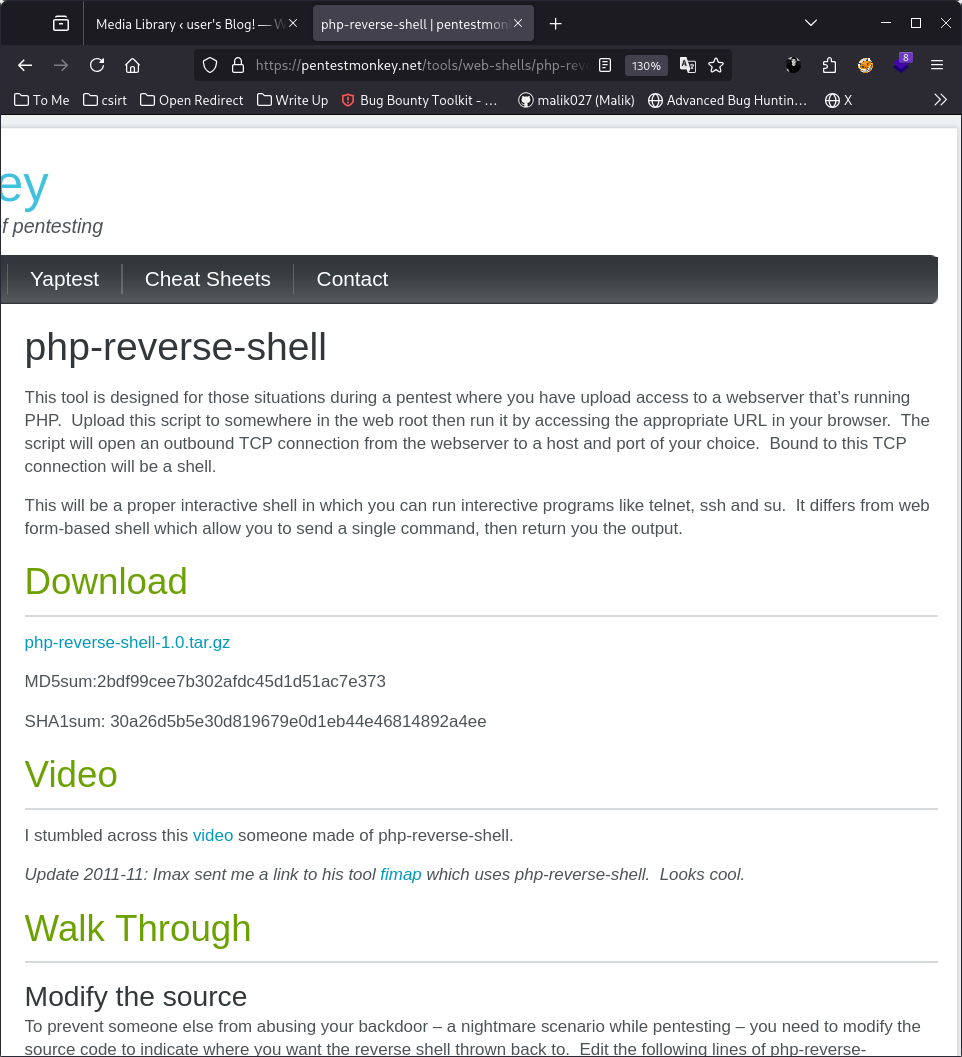 Media Library ‹ user's Blog! — W
php-reverse-shell | pentestmon
https://pentestmonkey.net/tools/web-shells/php-rev
130%
8
To Me
csirt
Open Redirect
Write Up
Bug Bounty Toolkit - …
malik027 (Malik)
Advanced Bug Huntin…
X
ey
f pentesting
Yaptest
Cheat Sheets
Contact
php-reverse-shell
This tool is designed for those situations during a pentest where you have upload access to a webserver that’s running
PHP.  Upload this script to somewhere in the web root then run it by accessing the appropriate URL in your browser.  The
script will open an outbound TCP connection from the webserver to a host and port of your choice.  Bound to this TCP
connection will be a shell.
This will be a proper interactive shell in which you can run interective programs like telnet, ssh and su.  It differs from web
form-based shell which allow you to send a single command, then return you the output.
Download
php-reverse-shell-1.0.tar.gz
MD5sum:2bdf99cee7b302afdc45d1d51ac7e373
SHA1sum: 30a26d5b5e30d819679e0d1eb44e46814892a4ee
Video
I stumbled across this video someone made of php-reverse-shell.
Update 2011-11: Imax sent me a link to his tool fimap which uses php-reverse-shell.  Looks cool.
Walk Through
Modify the source
To prevent someone else from abusing your backdoor – a nightmare scenario while pentesting – you need to modify the
source code to indicate where you want the reverse shell thrown back to.  Edit the following lines of php-reverse-